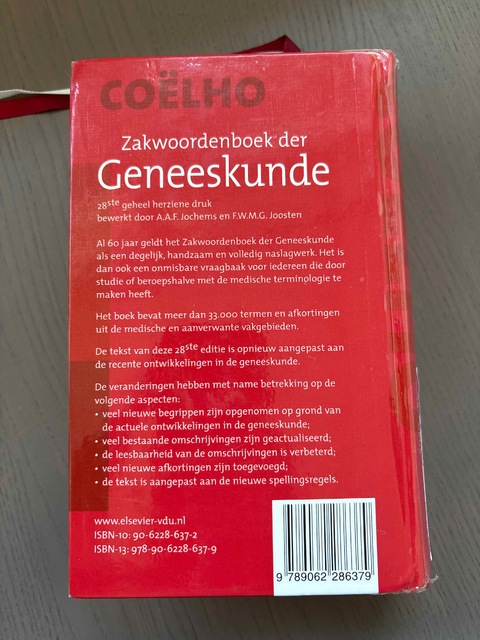 COËLHO
Zakwoordenboek der
Geneeskunde
28ste geheel herziene druk
bewerkt door A.A.F. Jochems en F.W.M.G. Joosten
Al 60 jaar geldt het Zakwoordenboek der Geneeskunde
als een degelijk, handzaam en volledig naslagwerk. Het is
dan ook een onmisbare vraagbaak voor iedereen die door
studie of beroepshalve met de medische terminologie te
maken heeft.
Het boek bevat meer dan 33.000 termen en afkortingen
uit de medische en aanverwante vakgebieden.
De tekst van deze 28ste editie is opnieuw aangepast aan
de recente ontwikkelingen in de geneeskunde.
De veranderingen hebben met name betrekking op de
volgende aspecten:
• veel nieuwe begrippen zijn opgenomen op grond van
de actuele ontwikkelingen in de geneeskunde;
• veel bestaande omschrijvingen zijn geactualiseerd;
• de leesbaarheid van de omschrijvingen is verbeterd;
• veel nieuwe afkortingen zijn toegevoegd;
• de tekst is aangepast aan de nieuwe spellingsregels.
www.elsevier-vdu.nl
ISBN-10: 90-6228-637-2
ISBN-13: 978-90-6228-637-9
9 789062 286379